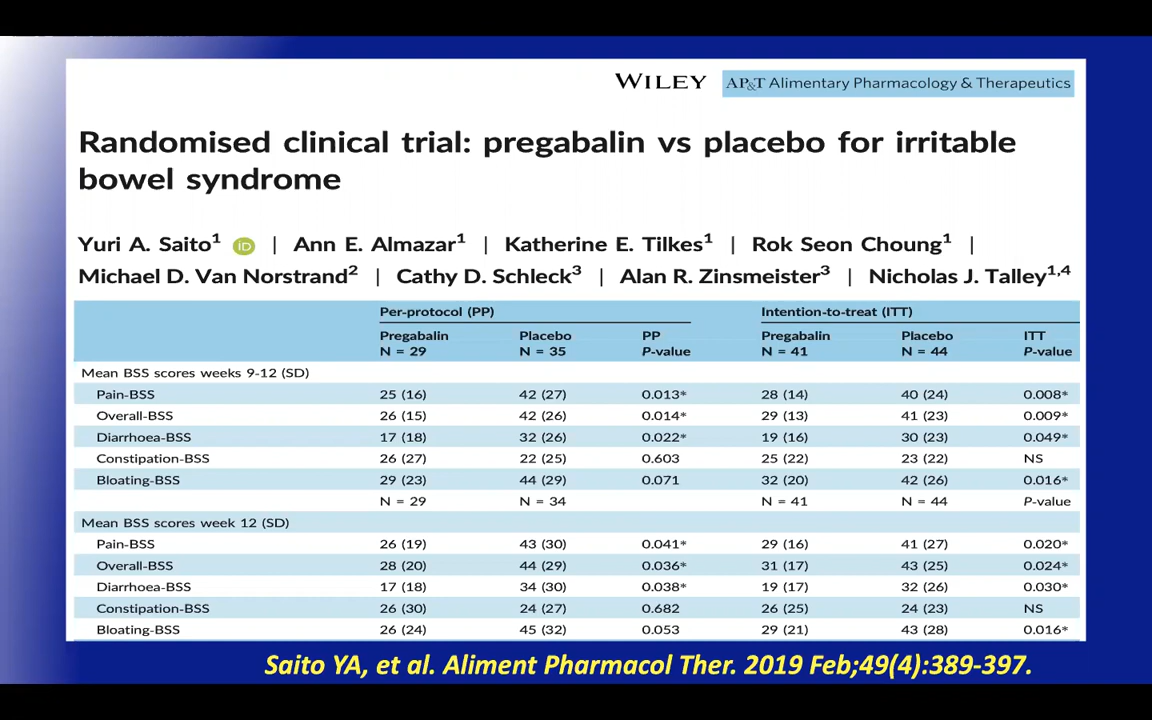 WILEY AP&T Alimentary Pharmacology & Therapeutics
Randomised clinical trial: pregabalin vs placebo for irritable
bowel syndrome
Yuri A. Saito¹ iD | Ann E. Almazar¹ | Katherine E. Tilkes¹ | Rok Seon Choung¹ |
Michael D. Van Norstrand² | Cathy D. Schleck³ | Alan R. Zinsmeister³ | Nicholas J. Talley¹,⁴
Per-protocol (PP) Intention-to-treat (ITT)
Pregabalin Placebo PP Pregabalin Placebo ITT
N = 29 N = 35 P-value N = 41 N = 44 P-value
Mean BSS scores weeks 9-12 (SD)
Pain-BSS 25 (16) 42 (27) 0.013* 28 (14) 40 (24) 0.008*
Overall-BSS 26 (15) 42 (26) 0.014* 29 (13) 41 (23) 0.009*
Diarrhoea-BSS 17 (18) 32 (26) 0.022* 19 (16) 30 (23) 0.049*
Constipation-BSS 26 (27) 22 (25) 0.603 25 (22) 23 (22) NS
Bloating-BSS 29 (23) 44 (29) 0.071 32 (20) 42 (26) 0.016*
N = 29 N = 34 N = 41 N = 44 P-value
Mean BSS scores week 12 (SD)
Pain-BSS 26 (19) 43 (30) 0.041* 29 (16) 41 (27) 0.020*
Overall-BSS 28 (20) 44 (29) 0.036* 31 (17) 43 (25) 0.024*
Diarrhoea-BSS 17 (18) 34 (30) 0.038* 19 (17) 32 (26) 0.030*
Constipation-BSS 26 (30) 24 (27) 0.682 26 (25) 24 (23) NS
Bloating-BSS 26 (24) 45 (32) 0.053 29 (21) 43 (28) 0.016*
Saito YA, et al. Aliment Pharmacol Ther. 2019 Feb;49(4):389-397.